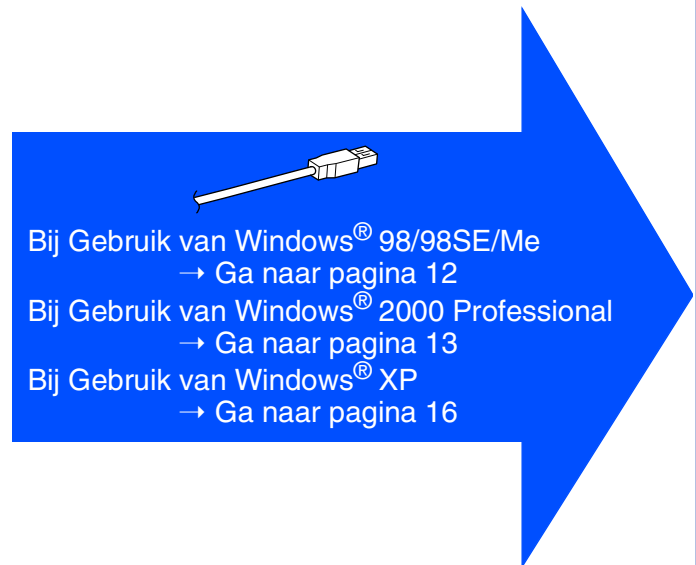 Bij Gebruik van Windows® 98/98SE/Me
→ Ga naar pagina 12
Bij Gebruik van Windows® 2000 Professional
→ Ga naar pagina 13
Bij Gebruik van Windows® XP
→ Ga naar pagina 16